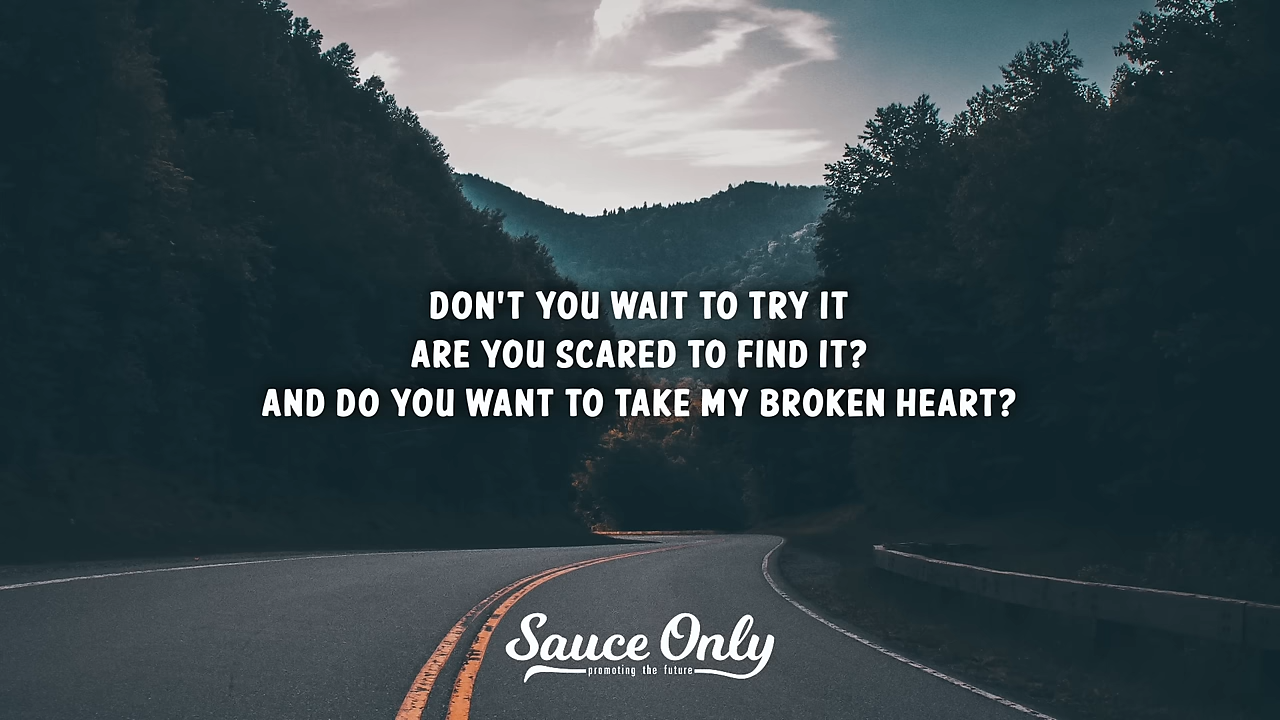 DON'T YOU WAIT TO TRY IT
ARE YOU SCARED TO FIND IT?
AND DO YOU WANT TO TAKE MY BROKEN HEART?
Sauce Only
promoting the future